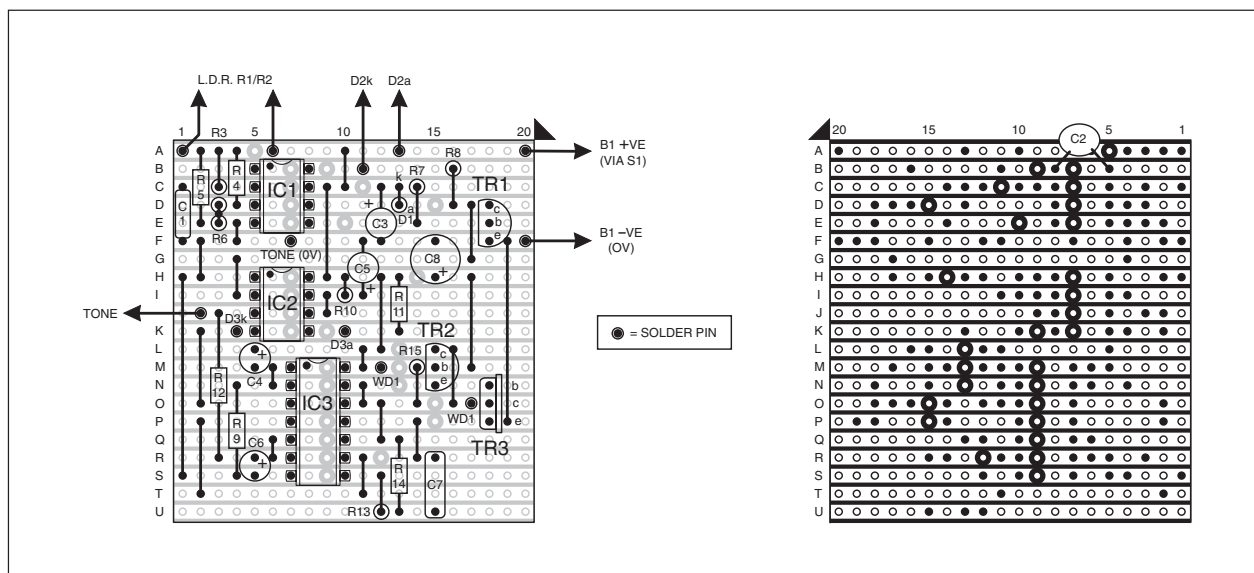 L.D.R. R1/R2
D2k
D2a
1
R3
5
10
15
20
A
B
C
D
E
F
G
H
I
J
K
L
M
N
O
P
Q
R
S
T
U
B1 +VE
(VIA S1)
R8
R
5
R
4
IC1
k
R7
TR1
C
1
+
a
D1
c
b
e
C3
R6
B1 –VE
(OV)
TONE (0V)
C5
+
C8
IC2
R10
R
11
TONE
D3k
D3a
TR2
= SOLDER PIN
+
C4
R15
c
b
e
WD1
R
12
IC3
b
c
e
WD1
R
9
C6
+
TR3
R
14
C7
R13
20
15
10
5
1
C2
A
B
C
D
E
F
G
H
I
J
K
L
M
N
O
P
Q
R
S
T
U